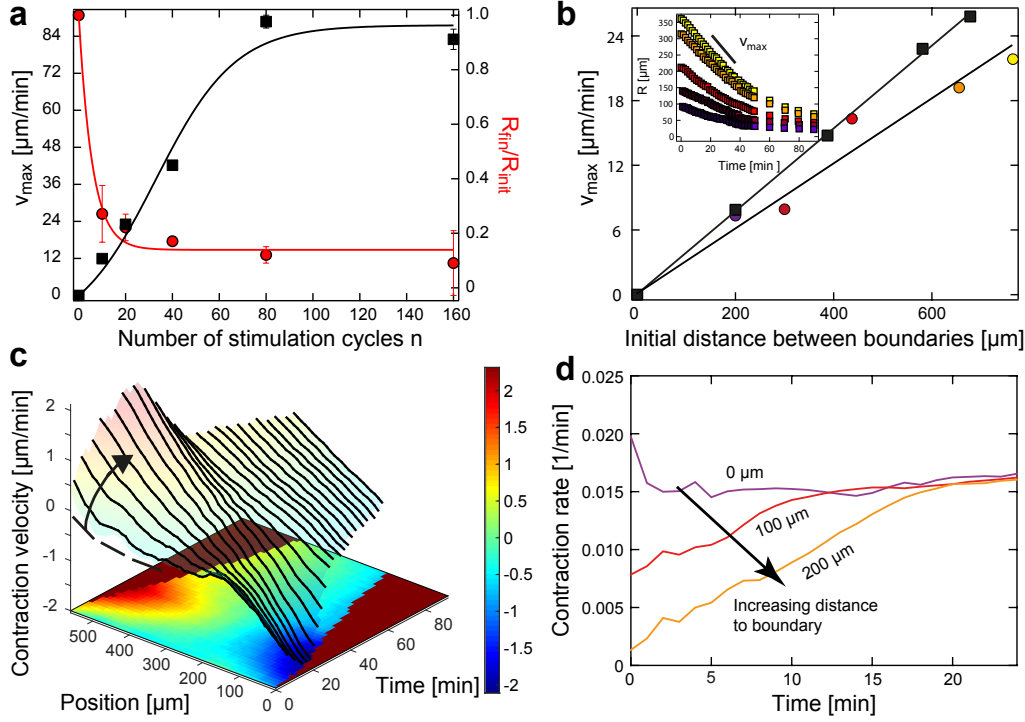 a
84
72
60
48
36
24
12
0
v_max [µm/min]
1.0
0.8
0.6
0.4
0.2
0
R_fin/R_init
0 20 40 60 80 100 120 140 160
Number of stimulation cycles n
b
24
18
12
6
0
v_max [µm/min]
0 200 400 600
Initial distance between boundaries [µm]
350
300
250
200
150
100
50
0
R [µm]
v_max
0 20 40 60 80
Time [min]
c
2
1
0
-1
-2
Contraction velocity [µm/min]
500
400
300
200
100
0
Position [µm]
0
20
40
60
80
Time [min]
2
1.5
1
0.5
0
-0.5
-1
-1.5
-2
d
0.025
0.020
0.015
0.010
0.005
0
Contraction rate [1/min]
0 µm
100 µm
200 µm
Increasing distance
to boundary
0 5 10 15 20
Time [min]